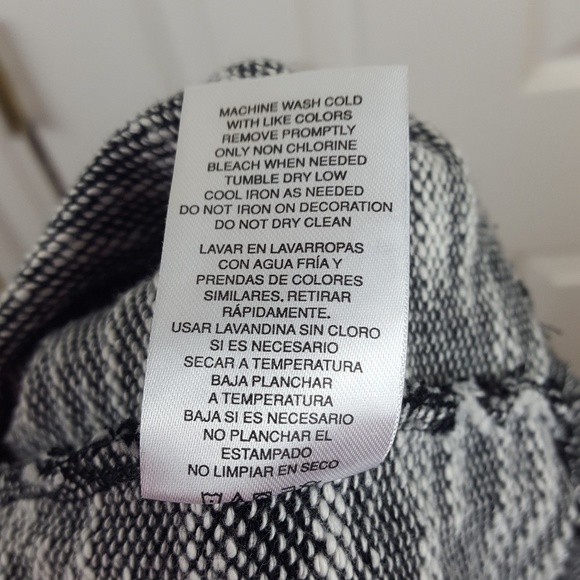 MACHINE WASH COLD
WITH LIKE COLORS
REMOVE PROMPTLY
ONLY NON CHLORINE
BLEACH WHEN NEEDED
TUMBLE DRY LOW
COOL IRON AS NEEDED
DO NOT IRON ON DECORATION
DO NOT DRY CLEAN
LAVAR EN LAVARROPAS
CON AGUA FRÍA Y
PRENDAS DE COLORES
SIMILARES. RETIRAR
RÁPIDAMENTE.
USAR LAVANDINA SIN CLORO
SI ES NECESARIO
SECAR A TEMPERATURA
BAJA PLANCHAR
A TEMPERATURA
BAJA SI ES NECESARIO
NO PLANCHAR EL
ESTAMPADO
NO LIMPIAR EN SECO